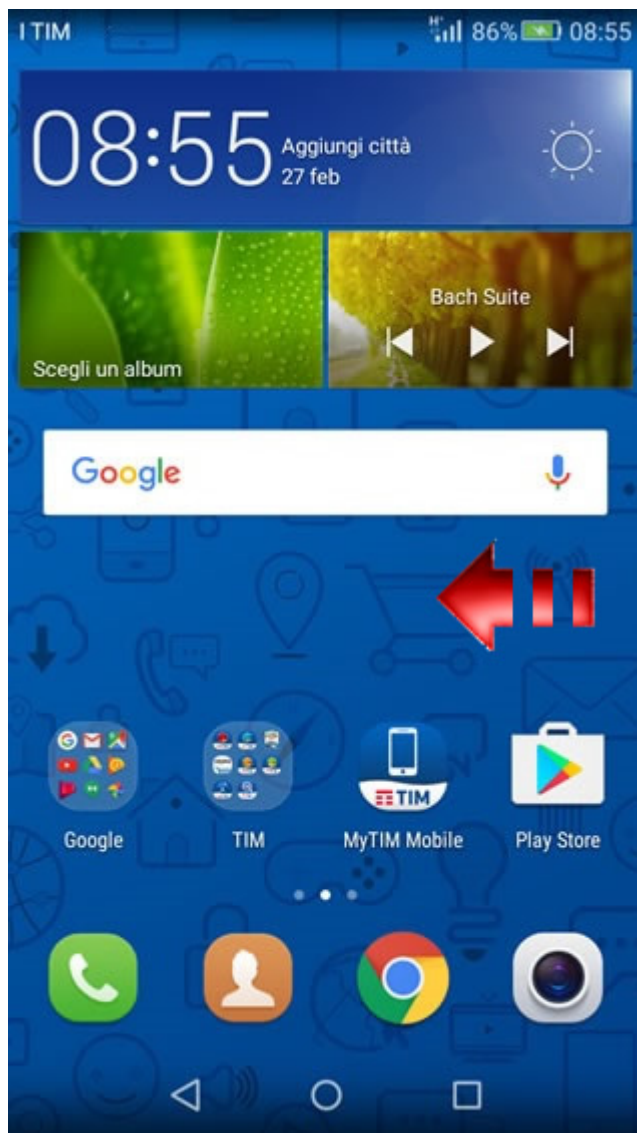 I TIM
H+ 86% 08:55
08:55
Aggiungi città
27 feb
Bach Suite
Scegli un album
Google
TIM
Google
TIM
MyTIM Mobile
Play Store